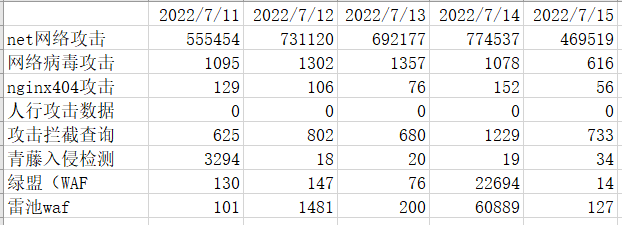 2022/7/11 2022/7/12 2022/7/13 2022/7/14 2022/7/15
net网络攻击 555454 731120 692177 774537 469519
网络病毒攻击 1095 1302 1357 1078 616
nginx404攻击 129 106 76 152 56
人行攻击数据 0 0 0 0 0
攻击拦截查询 625 802 680 1229 733
青藤入侵检测 3294 18 20 19 34
绿盟（WAF 130 147 76 22694 14
雷池waf 101 1481 200 60889 127